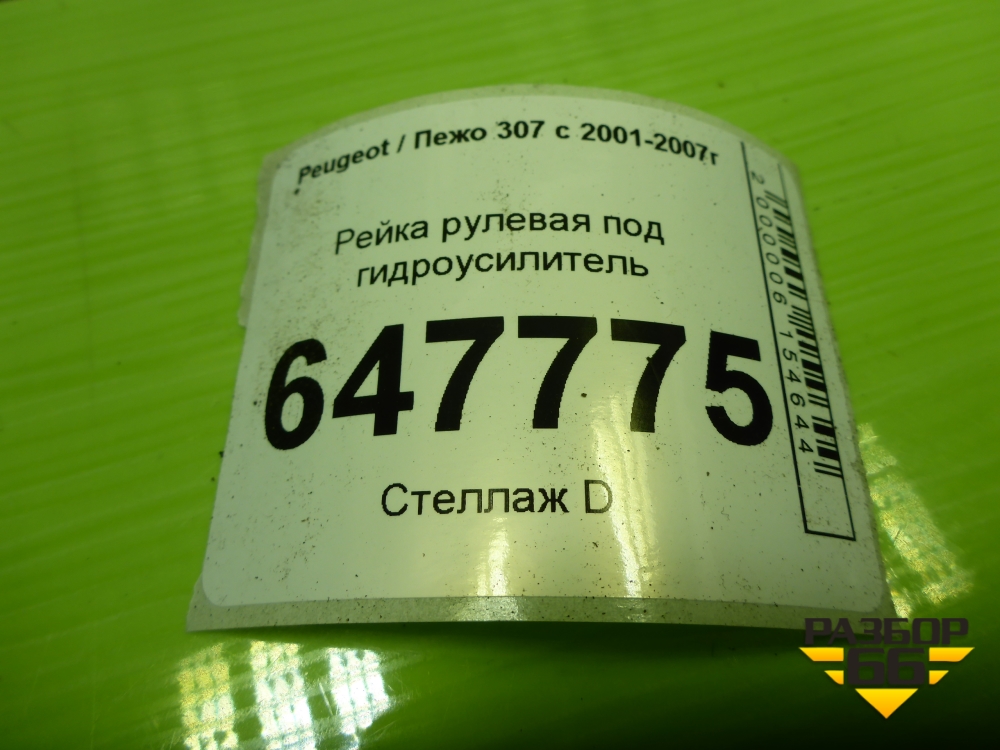 Peugeot / Пежо 307 с 2001-2007г
Рейка рулевая под
гидроусилитель
647775
Стеллаж D
2000006154644
РАЗБОР
66